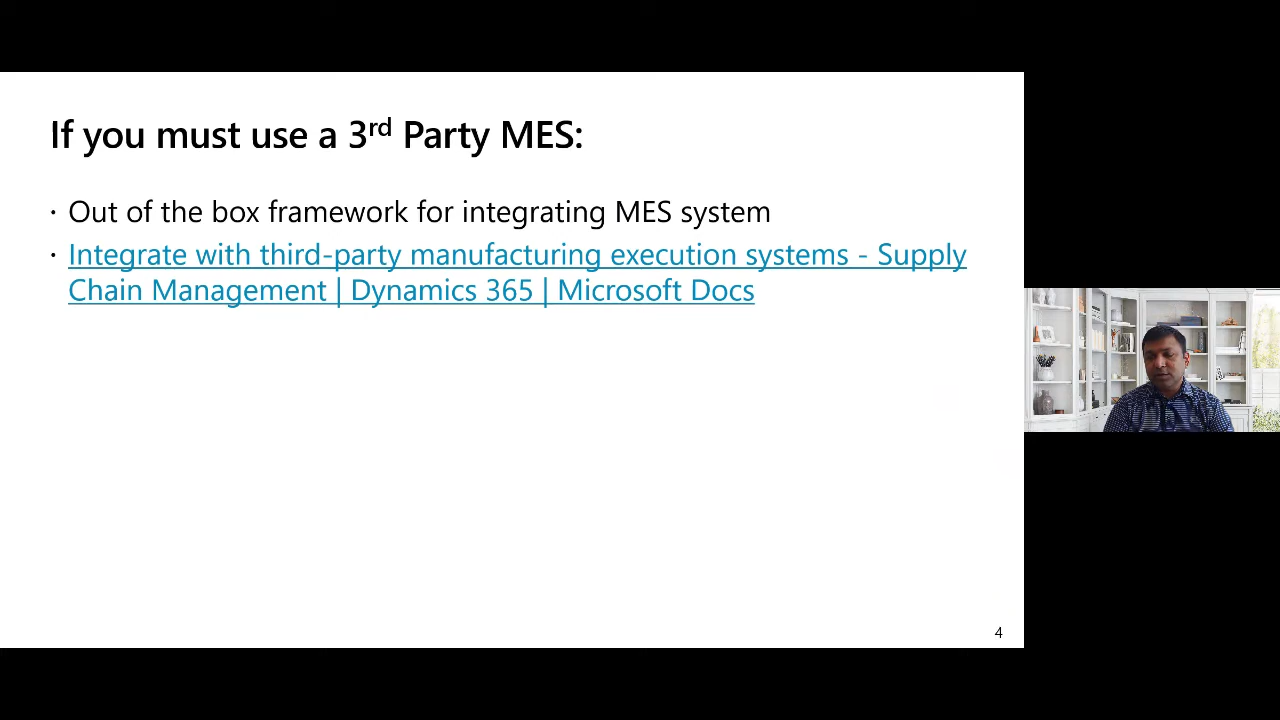 If you must use a 3rd Party MES:
· Out of the box framework for integrating MES system
· Integrate with third-party manufacturing execution systems - Supply
Chain Management | Dynamics 365 | Microsoft Docs
4